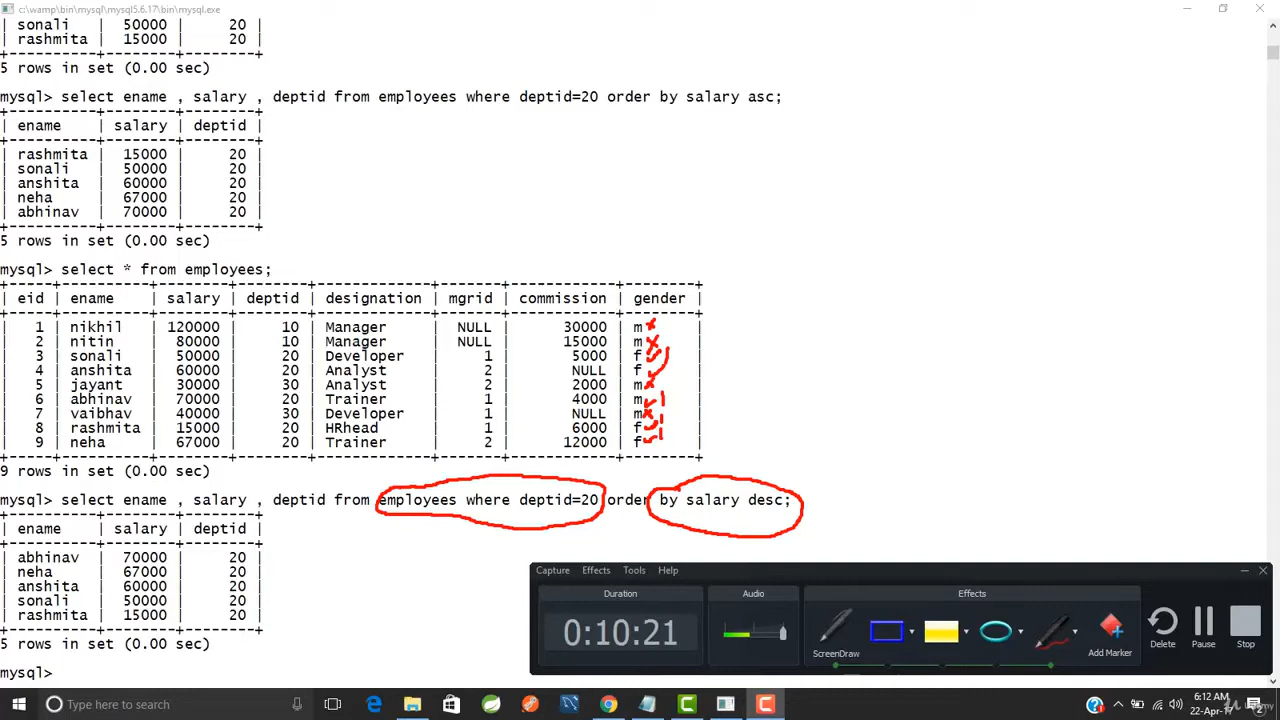 c:\wamp\bin\mysql\mysql5.6.17\bin\mysql.exe
| sonali | 50000 | 20 |
| rashmita | 15000 | 20 |
+----------+--------+--------+
5 rows in set (0.00 sec)
mysql> select ename , salary , deptid from employees where deptid=20 order by salary asc;
+----------+--------+--------+
| ename | salary | deptid |
+----------+--------+--------+
| rashmita | 15000 | 20 |
| sonali | 50000 | 20 |
| anshita | 60000 | 20 |
| neha | 67000 | 20 |
| abhinav | 70000 | 20 |
+----------+--------+--------+
5 rows in set (0.00 sec)
mysql> select * from employees;
+-----+----------+--------+--------+-------------+-------+------------+--------+
| eid | ename | salary | deptid | designation | mgrid | commission | gender |
+-----+----------+--------+--------+-------------+-------+------------+--------+
| 1 | nikhil | 120000 | 10 | Manager | NULL | 30000 | m |
| 2 | nitin | 80000 | 10 | Manager | NULL | 15000 | m |
| 3 | sonali | 50000 | 20 | Developer | 1 | 5000 | f |
| 4 | anshita | 60000 | 20 | Analyst | 2 | NULL | f |
| 5 | jayant | 30000 | 30 | Analyst | 2 | 2000 | m |
| 6 | abhinav | 70000 | 20 | Trainer | 1 | 4000 | m |
| 7 | vaibhav | 40000 | 30 | Developer | 1 | NULL | m |
| 8 | rashmita | 15000 | 20 | HRhead | 1 | 6000 | f |
| 9 | neha | 67000 | 20 | Trainer | 2 | 12000 | f |
+-----+----------+--------+--------+-------------+-------+------------+--------+
9 rows in set (0.00 sec)
mysql> select ename , salary , deptid from employees where deptid=20 order by salary desc;
+----------+--------+--------+
| ename | salary | deptid |
+----------+--------+--------+
| abhinav | 70000 | 20 |
| neha | 67000 | 20 |
| anshita | 60000 | 20 |
| sonali | 50000 | 20 |
| rashmita | 15000 | 20 |
+----------+--------+--------+
5 rows in set (0.00 sec)
mysql>
Capture Effects Tools Help
Duration Audio Effects
0:10:21
ScreenDraw Add Marker Delete Pause Stop
Type here to search
6:12 AM
22-Apr-1